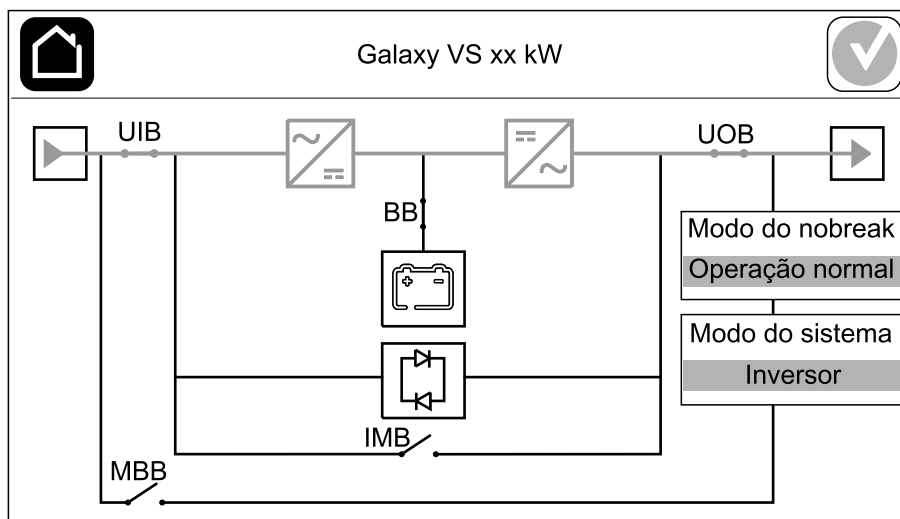 Galaxy VS xx kW
UIB
UOB
BB
Modo do nobreak
Operação normal
Modo do sistema
Inversor
IMB
MBB